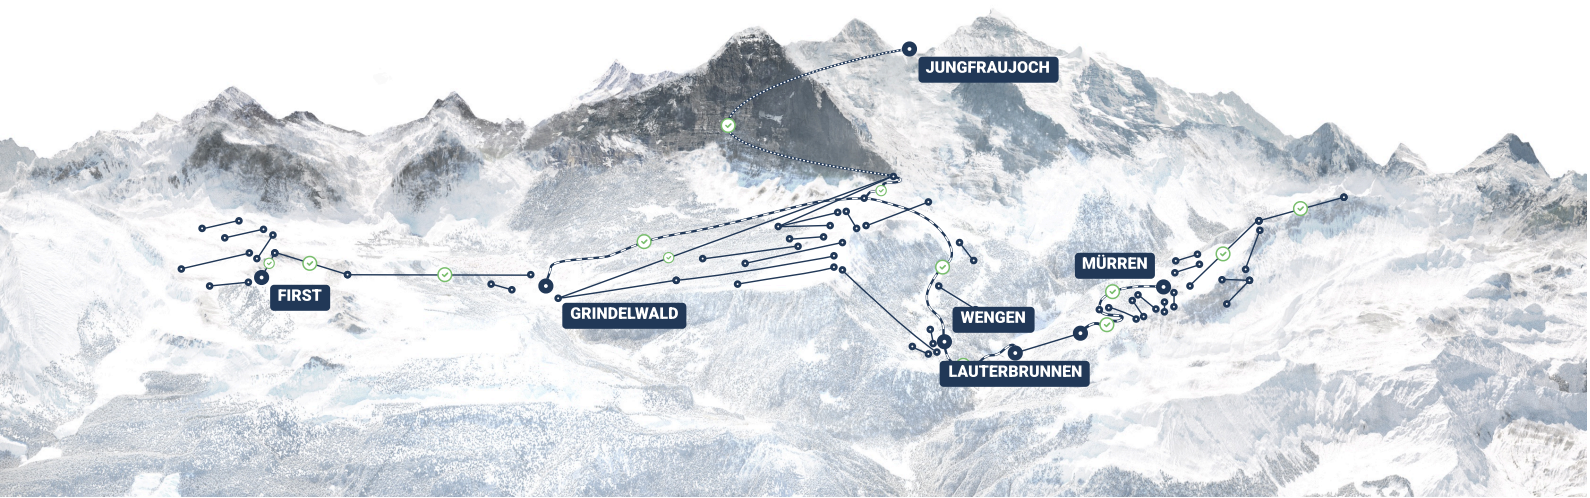 JUNGFRAUJOCH
MÜRREN
FIRST
GRINDELWALD
WENGEN
LAUTERBRUNNEN